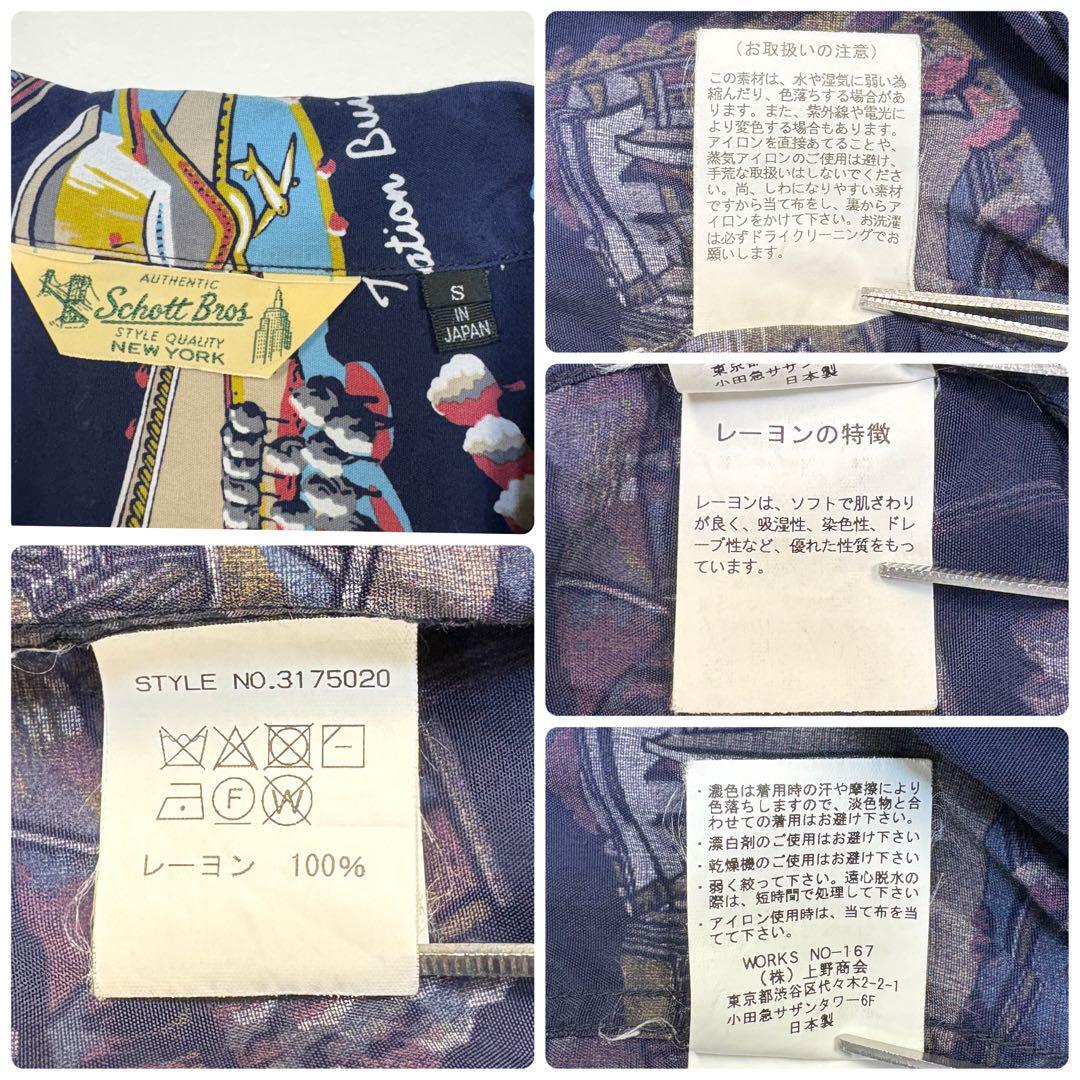 ation Bui
AUTHENTIC
Schott Bros
STYLE QUALITY
NEW YORK
S
IN
JAPAN
(お取扱いの注意)
この素材は、水や湿気に弱い為
縮んだり、色落ちする場合があ
ります。また、紫外線や電光に
より変色する場合もあります。
アイロンを直接あてることや、
蒸気アイロンのご使用は避け、
手荒な取扱いはしないでくださ
い。尚、しわになりやすい素材
ですから当て布をし、裏からア
イロンをかけて下さい。お洗濯
は必ずドライクリーニングでお
願いします。
小田急サザン
日本製
レーヨンの特徴
レーヨンは、ソフトで肌ざわり
が良く、吸湿性、染色性、ドレ
ープ性など、優れた性質をもっ
ています。
STYLE NO.3175020
F
W
レーヨン 100%
・濃色は着用時の汗や摩擦により
色落ちしますので、淡色物と合
わせての着用はお避け下さい。
・漂白剤のご使用はお避け下さい
・乾燥機のご使用はお避け下さい
・弱く絞って下さい。遠心脱水の
際は、短時間で処理して下さい
・アイロン使用時は、当て布を当
てて下さい。
WORKS NO-167
(株)上野商会
東京都渋谷区代々木2-2-1
小田急サザンタワー6F
日本製